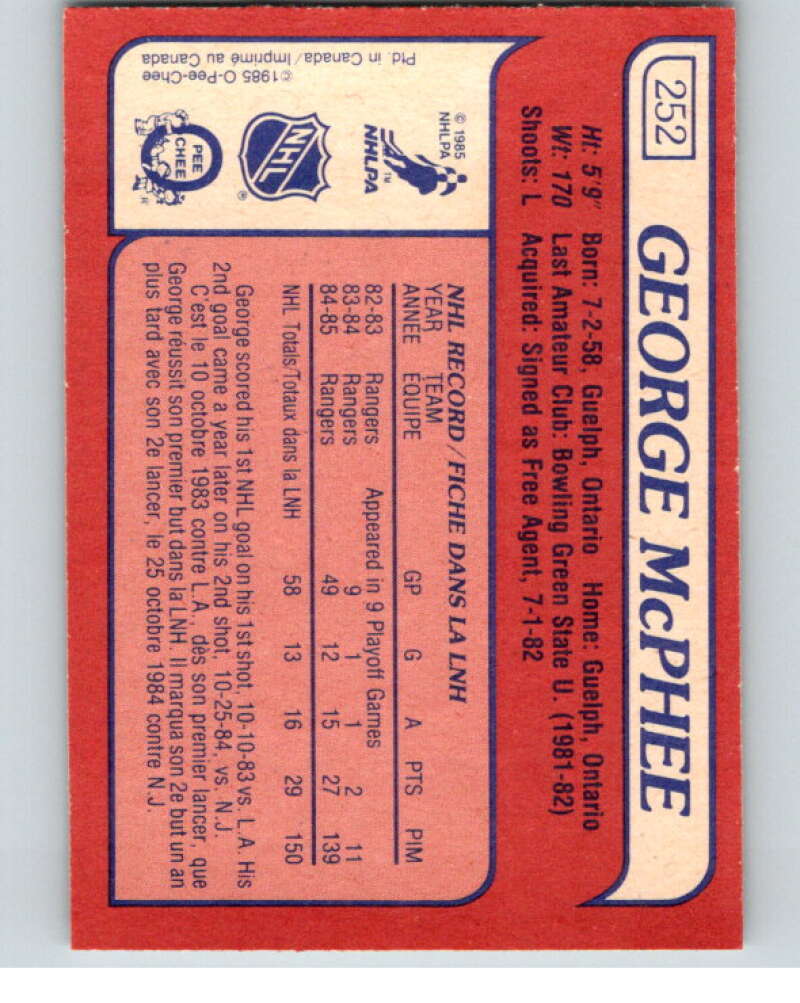 252
GEORGE McPHEE
Ht: 5'9" Born: 7-2-58, Guelph, Ontario Home: Guelph, Ontario
Wt: 170 Last Amateur Club: Bowling Green State U. (1981-82)
Shoots: L Acquired: Signed as Free Agent, 7-1-82
© 1985
NHLPA
NHLPA
TM
NHL
®
PEE
CHEE
®
©1985 O-Pee-Chee
Ptd. in Canada/Imprimé au Canada
NHL RECORD/FICHE DANS LA LNH
YEAR TEAM
ANNÉE EQUIPE GP G A PTS PIM
82-83 Rangers Appeared in 9 Playoff Games
83-84 Rangers 9 1 1 2 11
84-85 Rangers 49 12 15 27 139
NHL Totals/Totaux dans la LNH 58 13 16 29 150
George scored his 1st NHL goal on his 1st shot, 10-10-83 vs. L.A. His
2nd goal came a year later on his 2nd shot, 10-25-84, vs. N.J.
C'est le 10 octobre 1983 contre L.A., dès son premier lancer, que
George réussit son premier but dans la LNH. Il marqua son 2e but un an
plus tard avec son 2e lancer, le 25 octobre 1984 contre N.J.